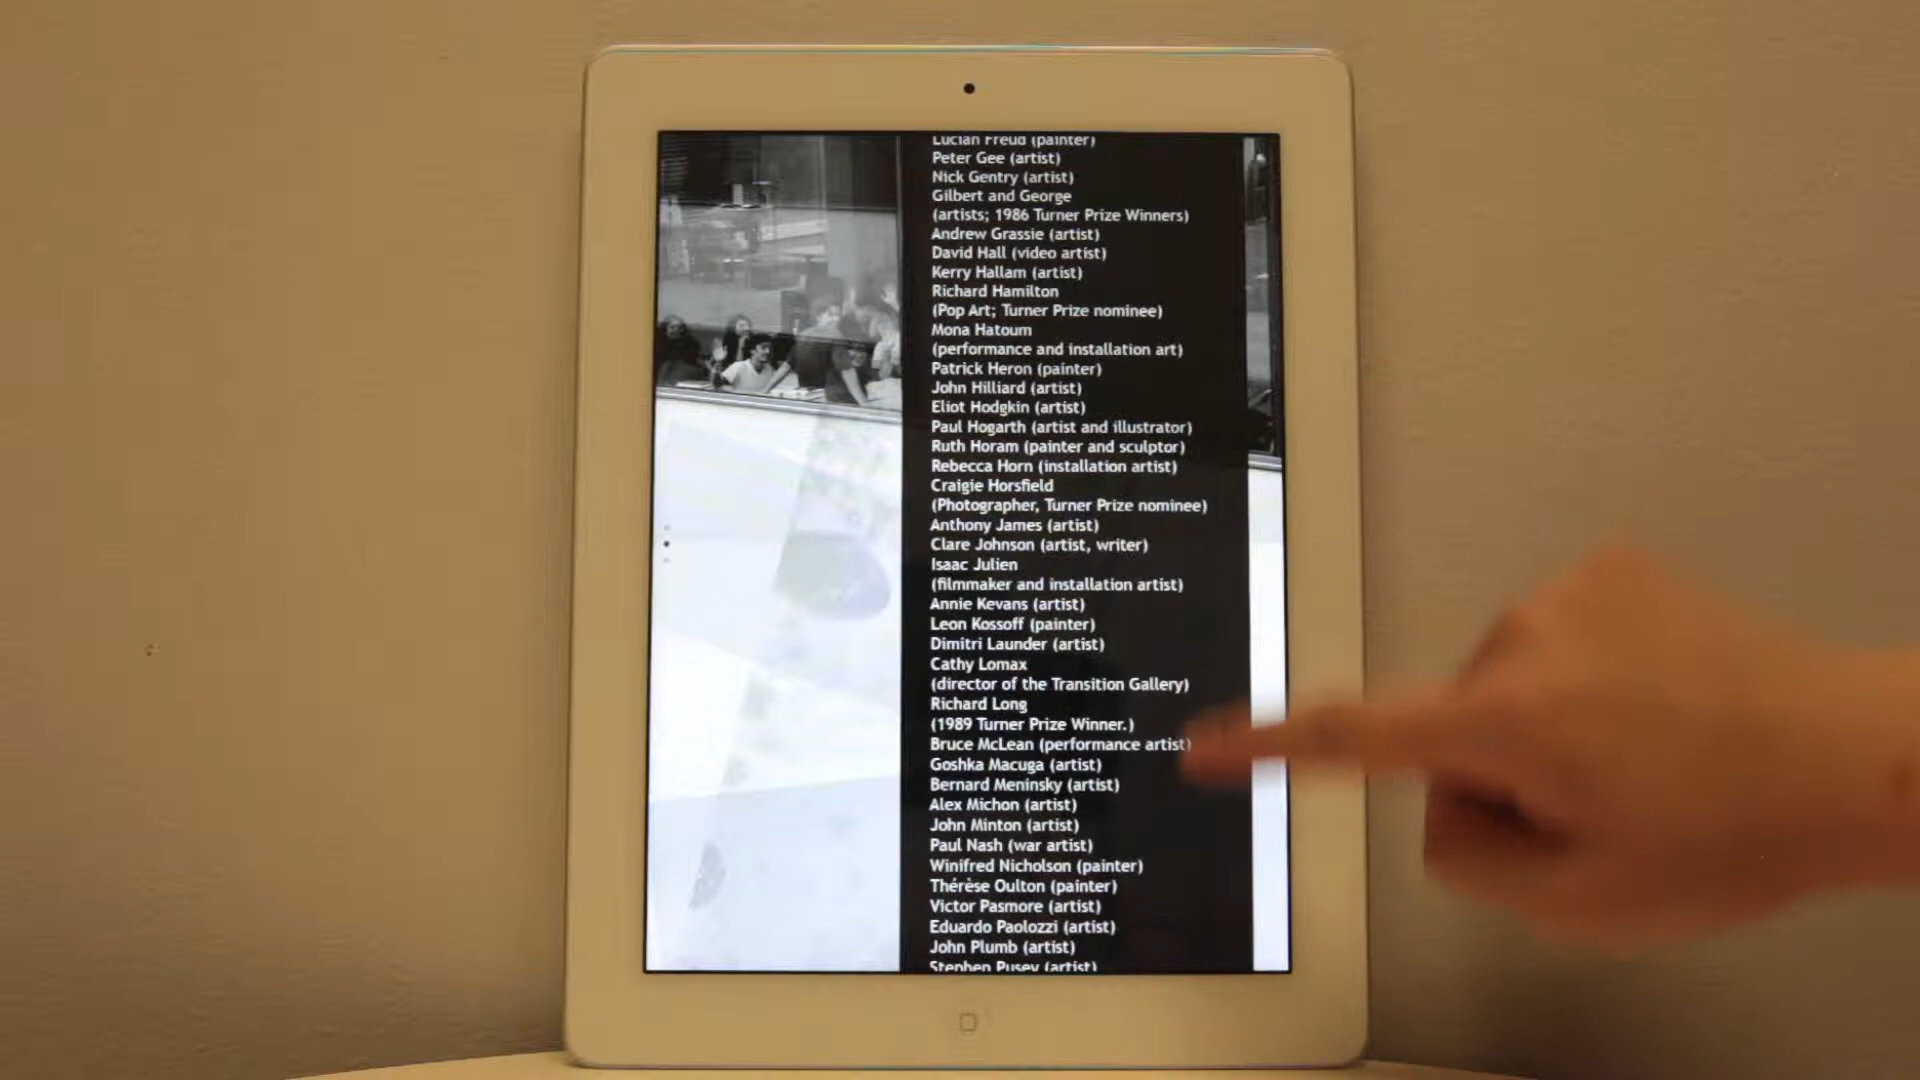 Lucian Freud (painter)
Peter Gee (artist)
Nick Gentry (artist)
Gilbert and George
(artists; 1986 Turner Prize Winners)
Andrew Grassie (artist)
David Hall (video artist)
Kerry Hallam (artist)
Richard Hamilton
(Pop Art; Turner Prize nominee)
Mona Hatoum
(performance and installation art)
Patrick Heron (painter)
John Hilliard (artist)
Eliot Hodgkin (artist)
Paul Hogarth (artist and illustrator)
Ruth Horam (painter and sculptor)
Rebecca Horn (installation artist)
Craigie Horsfield
(Photographer, Turner Prize nominee)
Anthony James (artist)
Clare Johnson (artist, writer)
Isaac Julien
(filmmaker and installation artist)
Annie Kevans (artist)
Leon Kossoff (painter)
Dimitri Launder (artist)
Cathy Lomax
(director of the Transition Gallery)
Richard Long
(1989 Turner Prize Winner.)
Bruce McLean (performance artist)
Goshka Macuga (artist)
Bernard Meninsky (artist)
Alex Michon (artist)
John Minton (artist)
Paul Nash (war artist)
Winifred Nicholson (painter)
Thérèse Oulton (painter)
Victor Pasmore (artist)
Eduardo Paolozzi (artist)
John Plumb (artist)
Stephen Pusey (artist)